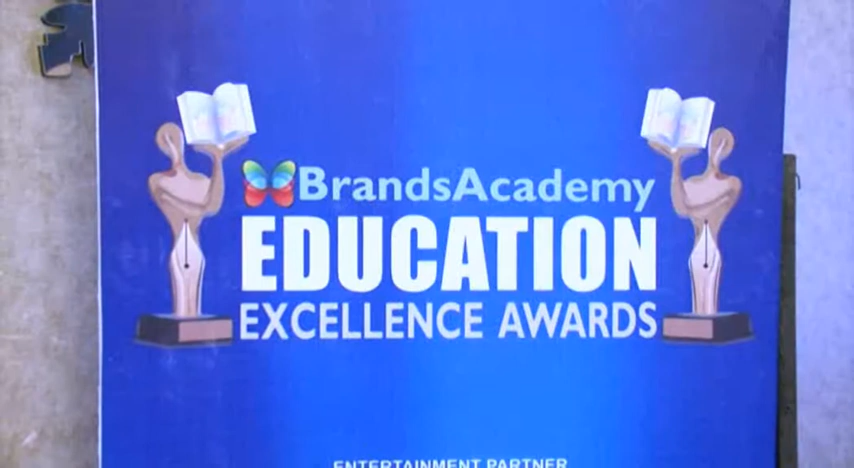 BrandsAcademy
EDUCATION
EXCELLENCE AWARDS
ENTERTAINMENT PARTNER